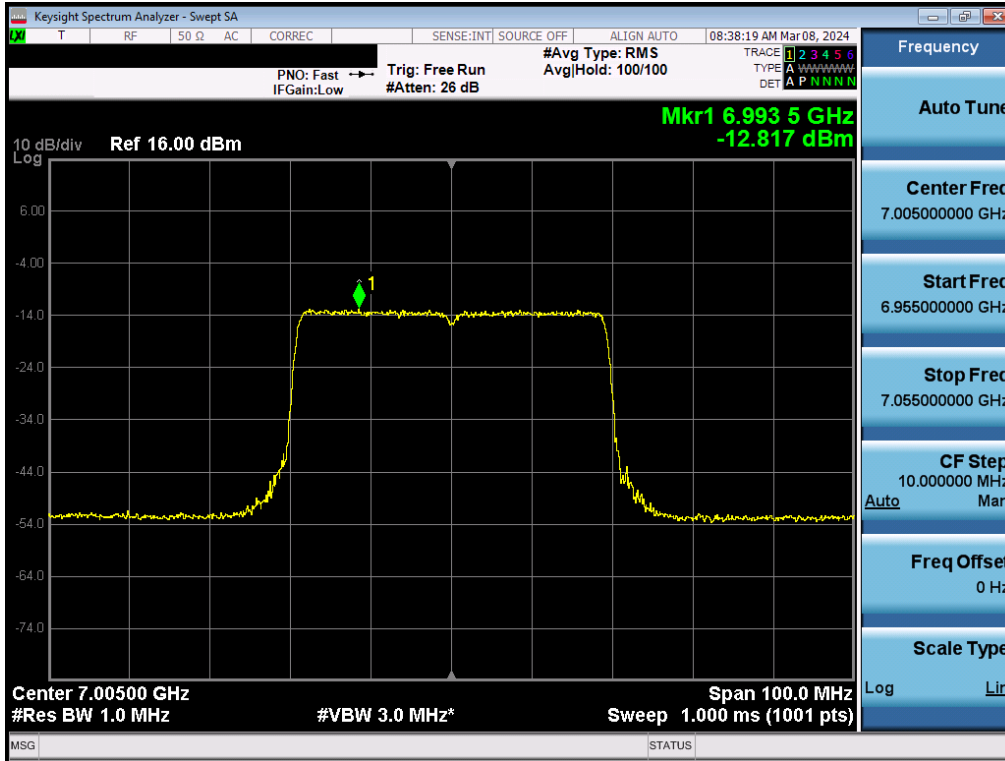 Keysight Spectrum Analyzer - Swept SA
LXI T RF 50 Ω AC CORREC SENSE:INT SOURCE OFF ALIGN AUTO 08:38:19 AM Mar 08, 2024
PNO: Fast
IFGain:Low
Trig: Free Run
#Atten: 26 dB
#Avg Type: RMS
Avg|Hold: 100/100
TRACE 1 2 3 4 5 6
TYPE A WWWWW
DET A P N N N N
Mkr1 6.993 5 GHz
-12.817 dBm
10 dB/div
Log
Ref 16.00 dBm
1
6.00
-4.00
-14.0
-24.0
-34.0
-44.0
-54.0
-64.0
-74.0
Center 7.00500 GHz
Span 100.0 MHz
#Res BW 1.0 MHz
#VBW 3.0 MHz*
Sweep 1.000 ms (1001 pts)
MSG
STATUS
Frequency
Auto Tune
Center Freq
7.005000000 GHz
Start Freq
6.955000000 GHz
Stop Freq
7.055000000 GHz
CF Step
10.000000 MHz
Auto Man
Freq Offset
0 Hz
Scale Type
Log Lin